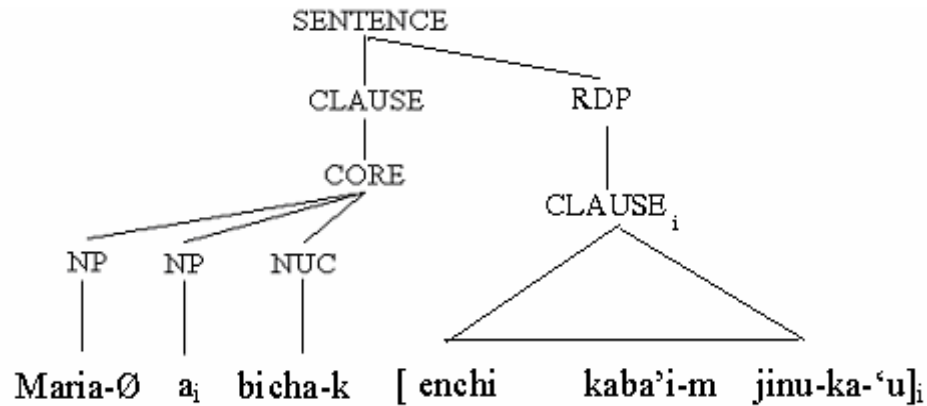 SENTENCE
CLAUSE RDP
CORE
CLAUSEᵢ
NP NP NUC
Maria-Ø aᵢ bicha-k [ enchi kaba’i-m jinu-ka-‘u]ᵢ